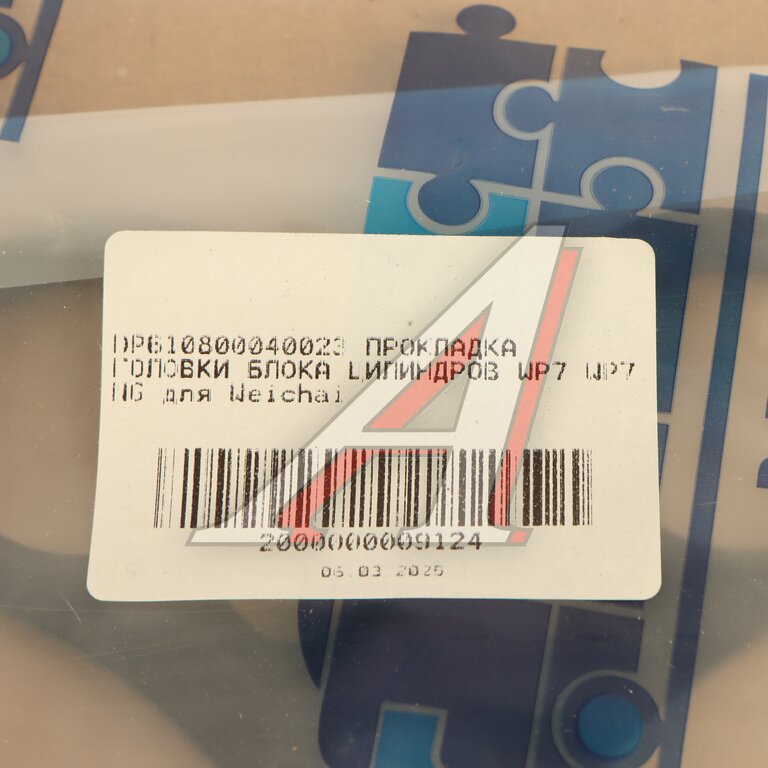 DP610800040023 ПРОКЛАДКА
ГОЛОВКИ БЛОКА ЦИЛИНДРОВ WP7 WP7
NG для Weichai
2000000009124
06.03 2025